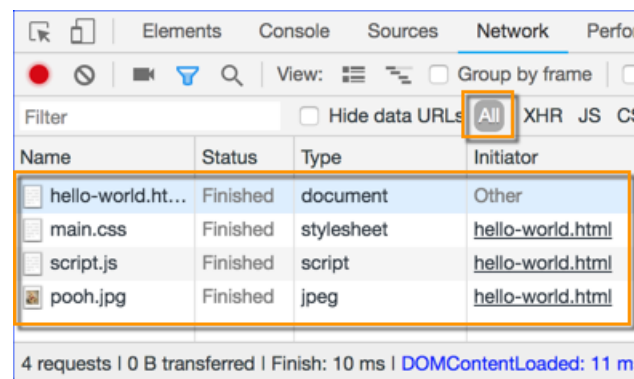 Elements Console Sources Network Perfo
View: Group by frame
Filter Hide data URLs All XHR JS CS
Name Status Type Initiator
hello-world.ht... Finished document Other
main.css Finished stylesheet hello-world.html
script.js Finished script hello-world.html
pooh.jpg Finished jpeg hello-world.html
4 requests | 0 B transferred | Finish: 10 ms | DOMContentLoaded: 11 m